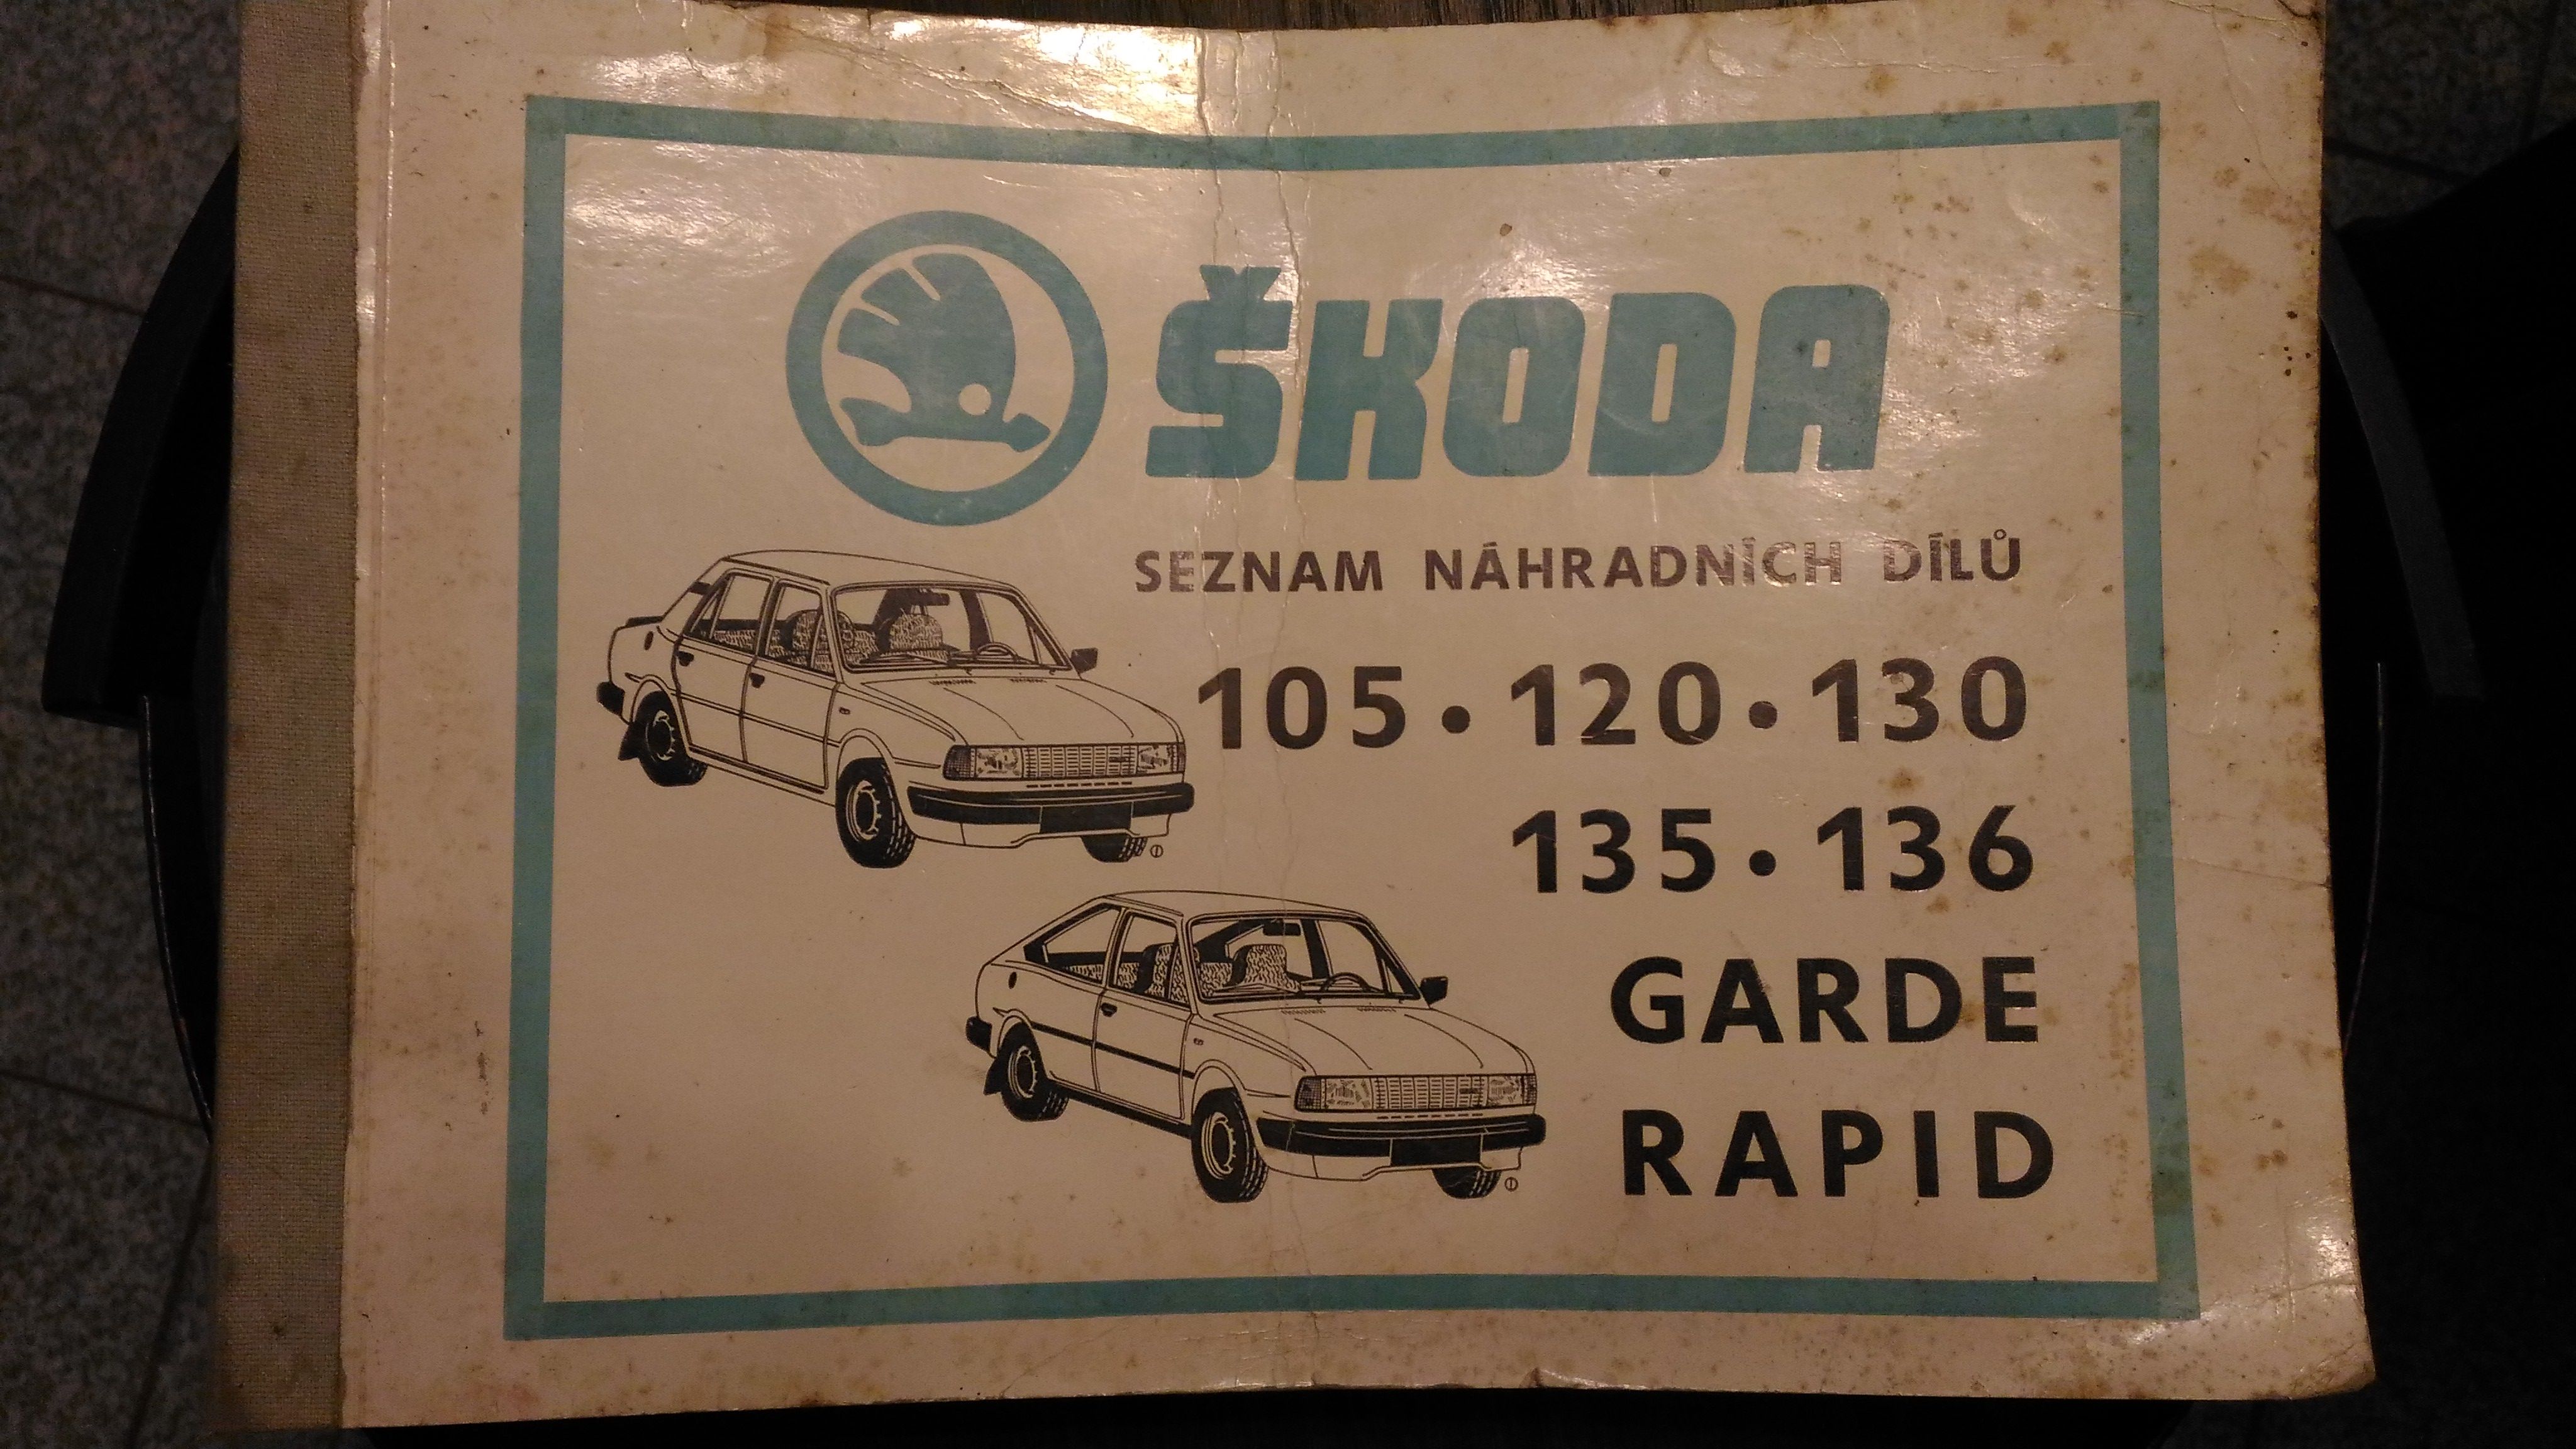 ŠKODA
SEZNAM NÁHRADNÍCH DÍLŮ
105 • 120 • 130
135 • 136
GARDE
RAPID